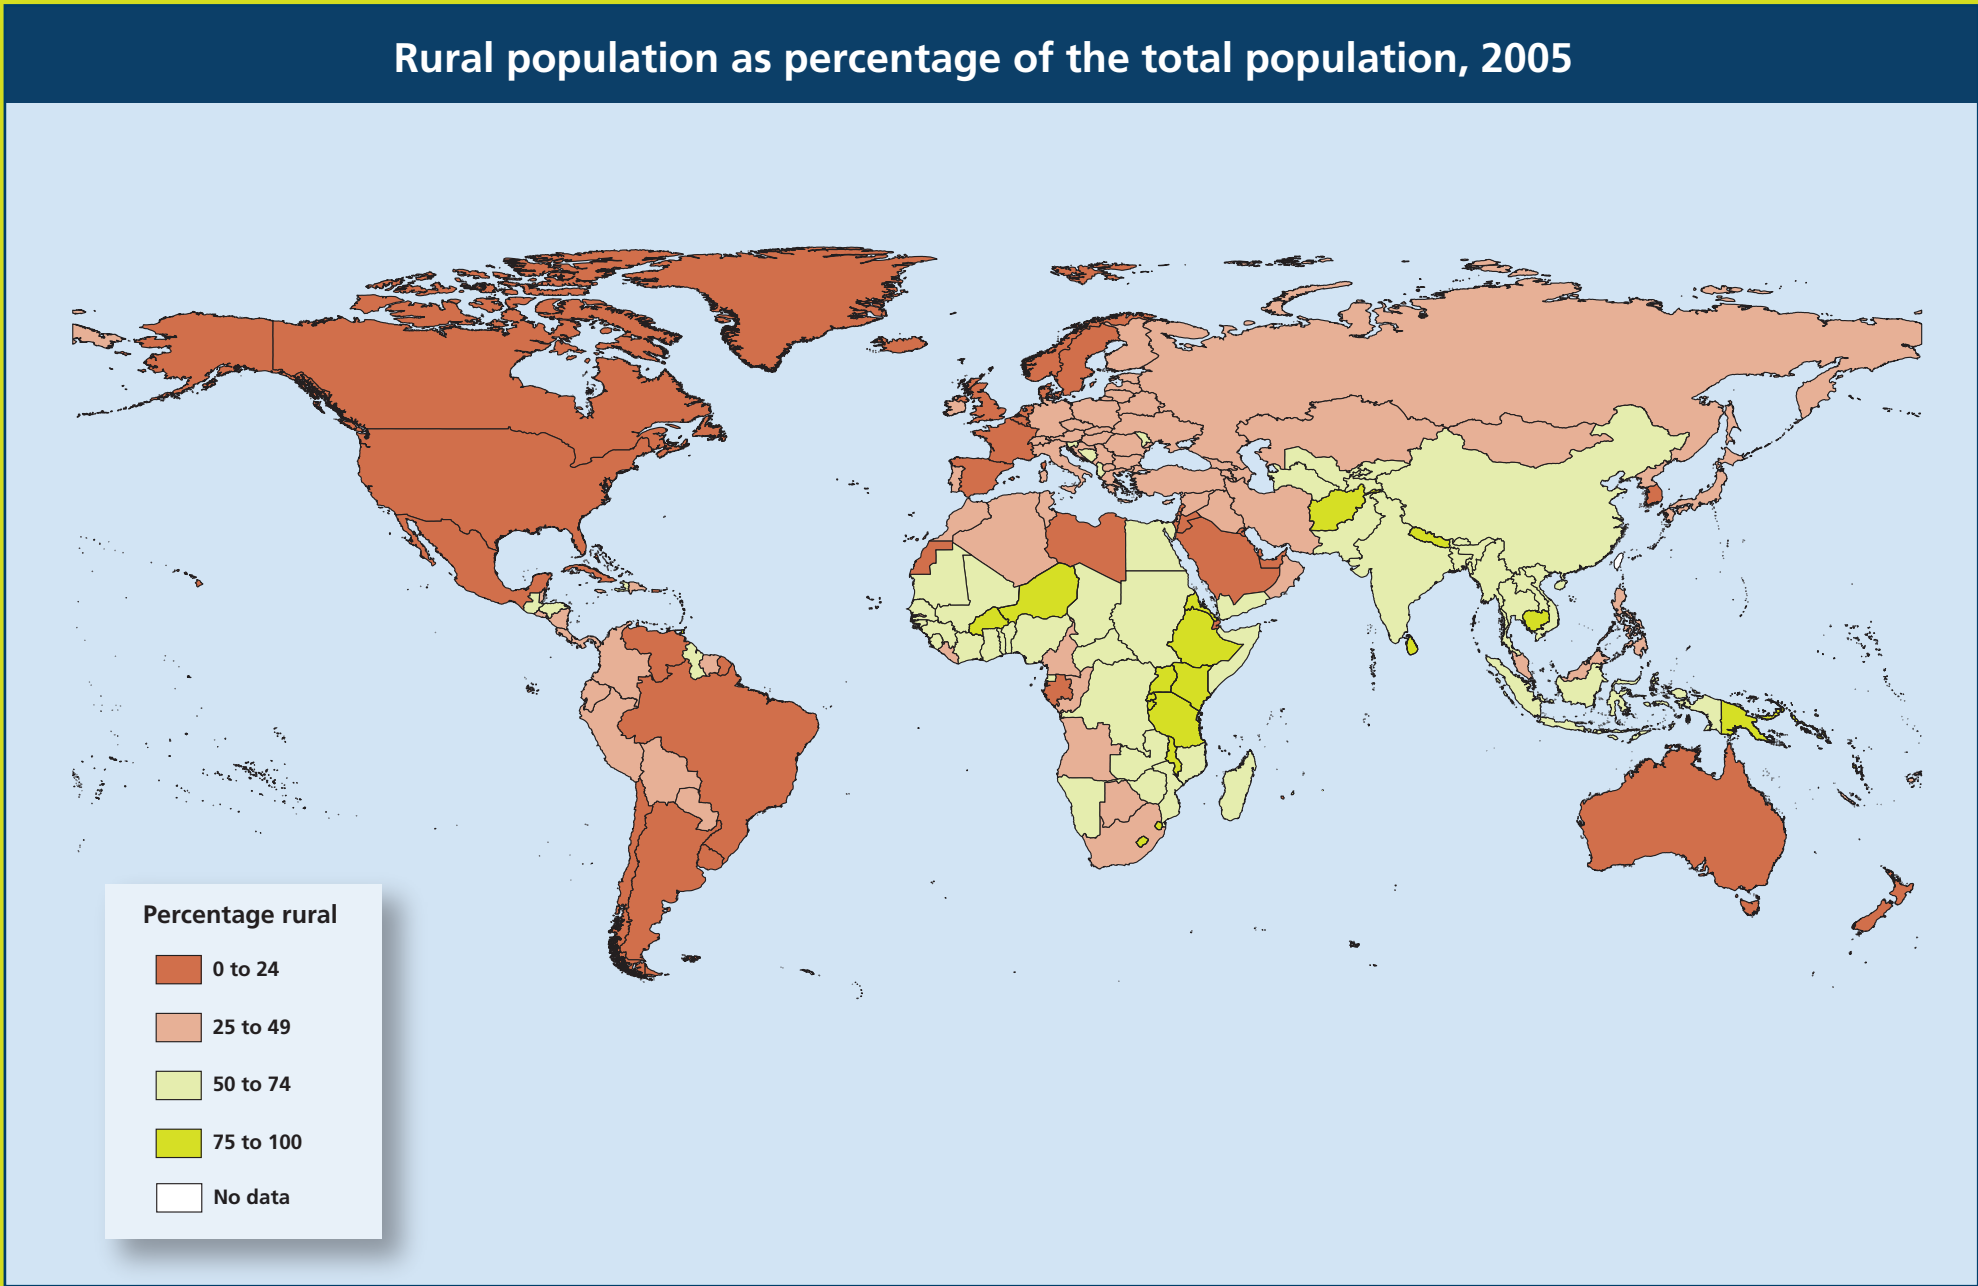 Rural population as percentage of the total population, 2005
Percentage rural
0 to 24
25 to 49
50 to 74
75 to 100
No data